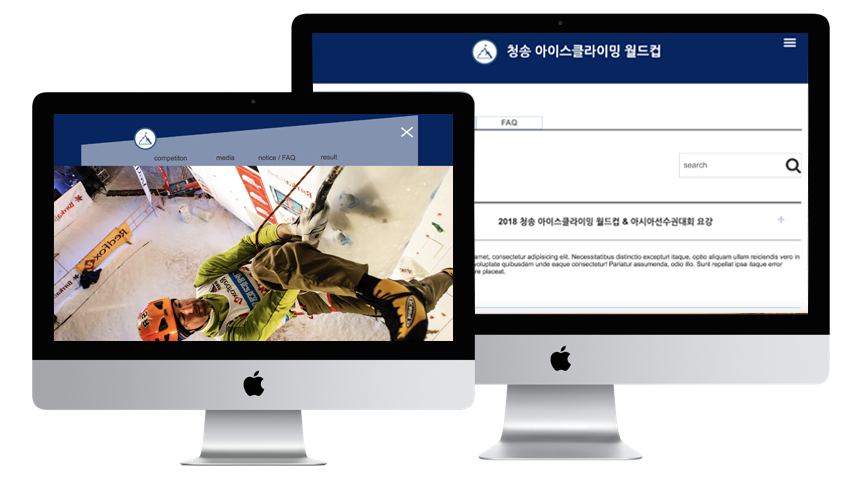 청송 아이스클라이밍 월드컵
FAQ
search
2018 청송 아이스클라이밍 월드컵 & 아시아선수권대회 요강
amet, consectetur adipisicing elit. Necessitatibus distinctio excepturi itaque, optio aliquam ullam reiciendis vero in
voluptate quibusdam unde eaque consectetur! Pariatur assumenda, odio illo. Sunt repellat ipsa itaque error
re placeat.
competiton
media
notice / FAQ
result
RedFox